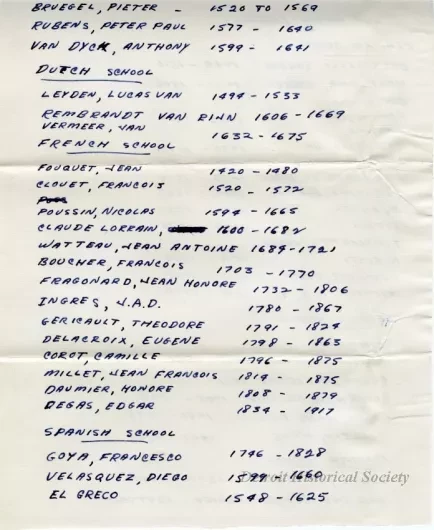 BRUEGEL, PIETER - 1520 TO 1569
RUBENS, PETER PAUL 1577 - 1640
VAN DYCK, ANTHONY 1599 - 1641
DUTCH SCHOOL
LEYDEN, LUCAS VAN 1494 - 1533
REMBRANDT VAN RIJN 1606 - 1669
VERMEER, JAN 1632 - 1675
FRENCH SCHOOL
FOUQUET, JEAN 1420 - 1480
CLOUET, FRANCOIS 1520 - 1572
POUSSIN, NICOLAS 1594 - 1665
CLAUDE LORRAIN, 1600 - 1682
WATTEAU, JEAN ANTOINE 1684 - 1721
BOUCHER, FRANCOIS 1703 - 1770
FRAGONARD, JEAN HONORE 1732 - 1806
INGRES, J.A.D. 1780 - 1867
GERICAULT, THEODORE 1791 - 1824
DELACROIX, EUGENE 1798 - 1863
COROT, CAMILLE 1796 - 1875
MILLET, JEAN FRANCOIS 1814 - 1875
DAUMIER, HONORE 1808 - 1879
DEGAS, EDGAR 1834 - 1917
SPANISH SCHOOL
GOYA, FRANCESCO 1746 - 1828
VELASQUEZ, DIEGO 1599 - 1660
Detroit Historical Society
EL GRECO 1548 - 1625